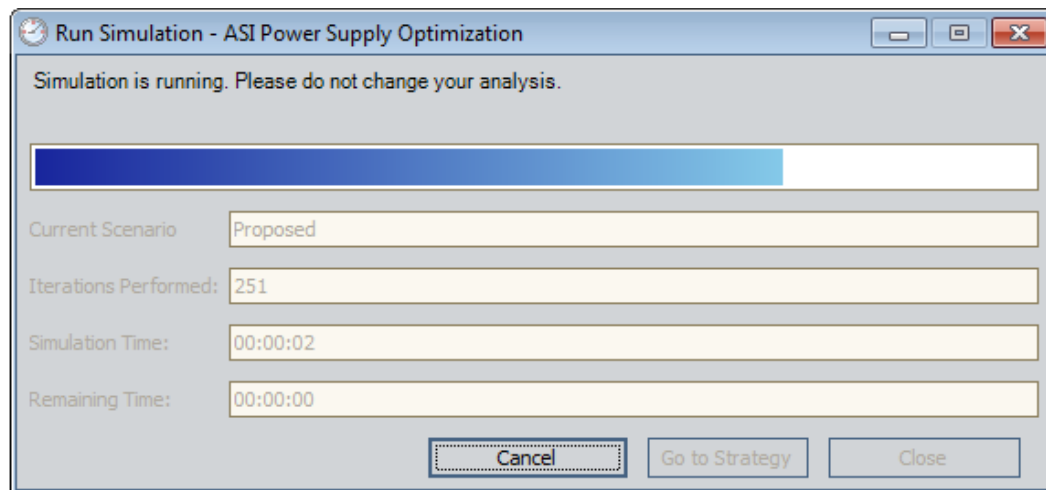 Run Simulation - ASI Power Supply Optimization
Simulation is running. Please do not change your analysis.
Current Scenario Proposed
Iterations Performed: 251
Simulation Time: 00:00:02
Remaining Time: 00:00:00
Cancel Go to Strategy Close